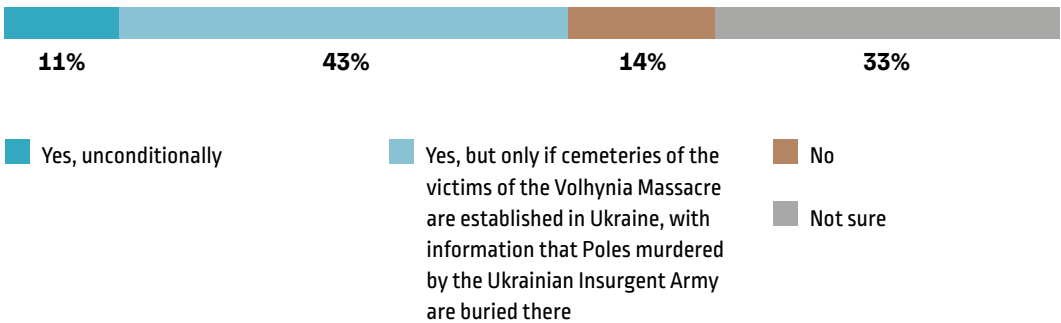 11%
43%
14%
33%
Yes, unconditionally
Yes, but only if cemeteries of the
victims of the Volhynia Massacre
are established in Ukraine, with
information that Poles murdered
by the Ukrainian Insurgent Army
are buried there
No
Not sure